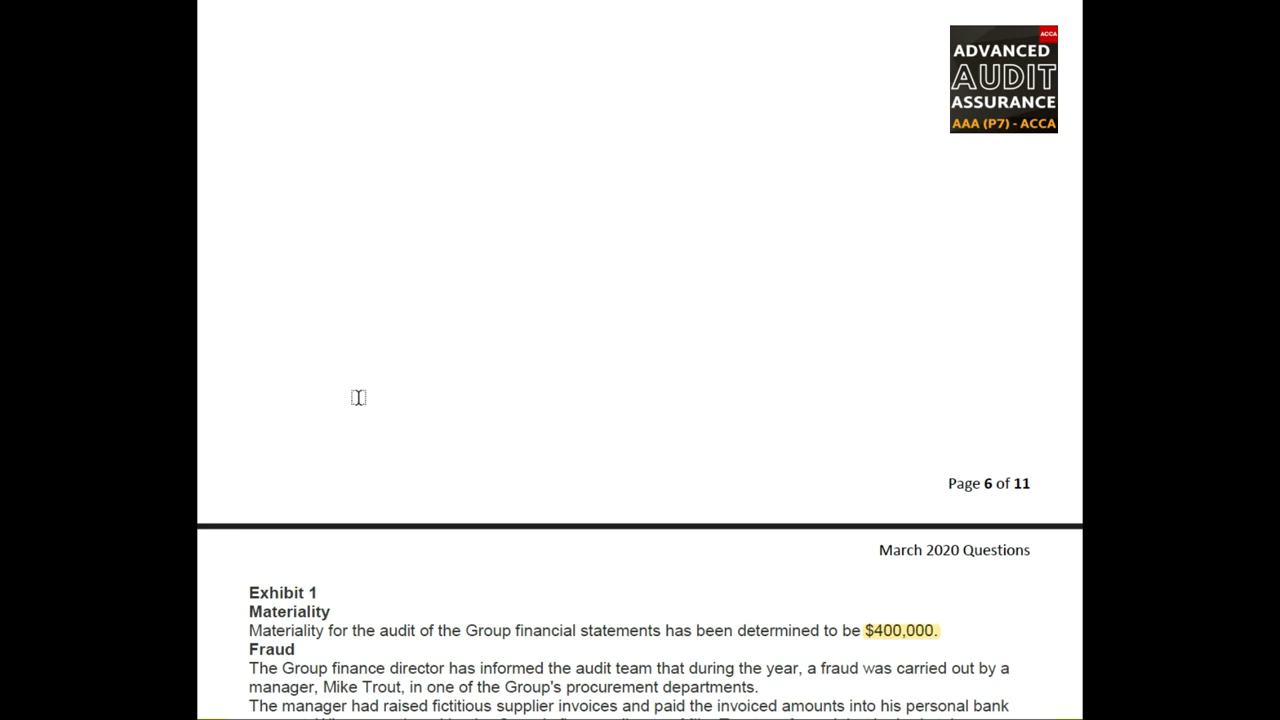 ACCA
ADVANCED
AUDIT
ASSURANCE
AAA (P7) - ACCA
Page 6 of 11
March 2020 Questions
Exhibit 1
Materiality
Materiality for the audit of the Group financial statements has been determined to be $400,000.
Fraud
The Group finance director has informed the audit team that during the year, a fraud was carried out by a
manager, Mike Trout, in one of the Group's procurement departments.
The manager had raised fictitious supplier invoices and paid the invoiced amounts into his personal bank